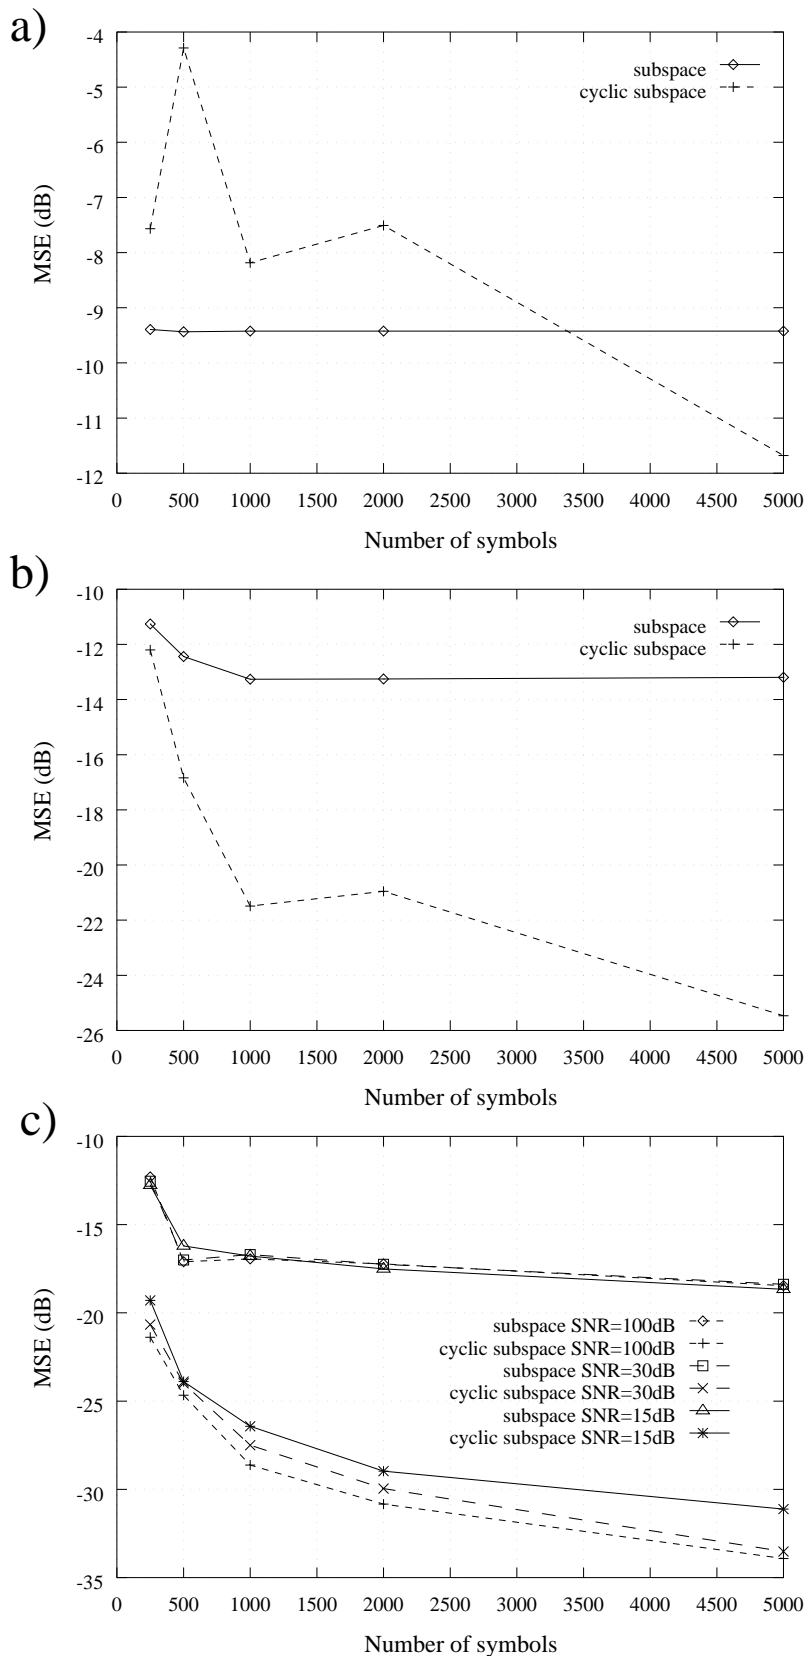 a)
-4
-5
-6
-7
-8
-9
-10
-11
-12
MSE (dB)
subspace
cyclic subspace
0 500 1000 1500 2000 2500 3000 3500 4000 4500 5000
Number of symbols
b)
-10
-12
-14
-16
-18
-20
-22
-24
-26
MSE (dB)
subspace
cyclic subspace
0 500 1000 1500 2000 2500 3000 3500 4000 4500 5000
Number of symbols
c)
-10
-15
-20
-25
-30
-35
MSE (dB)
subspace SNR=100dB
cyclic subspace SNR=100dB
subspace SNR=30dB
cyclic subspace SNR=30dB
subspace SNR=15dB
cyclic subspace SNR=15dB
0 500 1000 1500 2000 2500 3000 3500 4000 4500 5000
Number of symbols